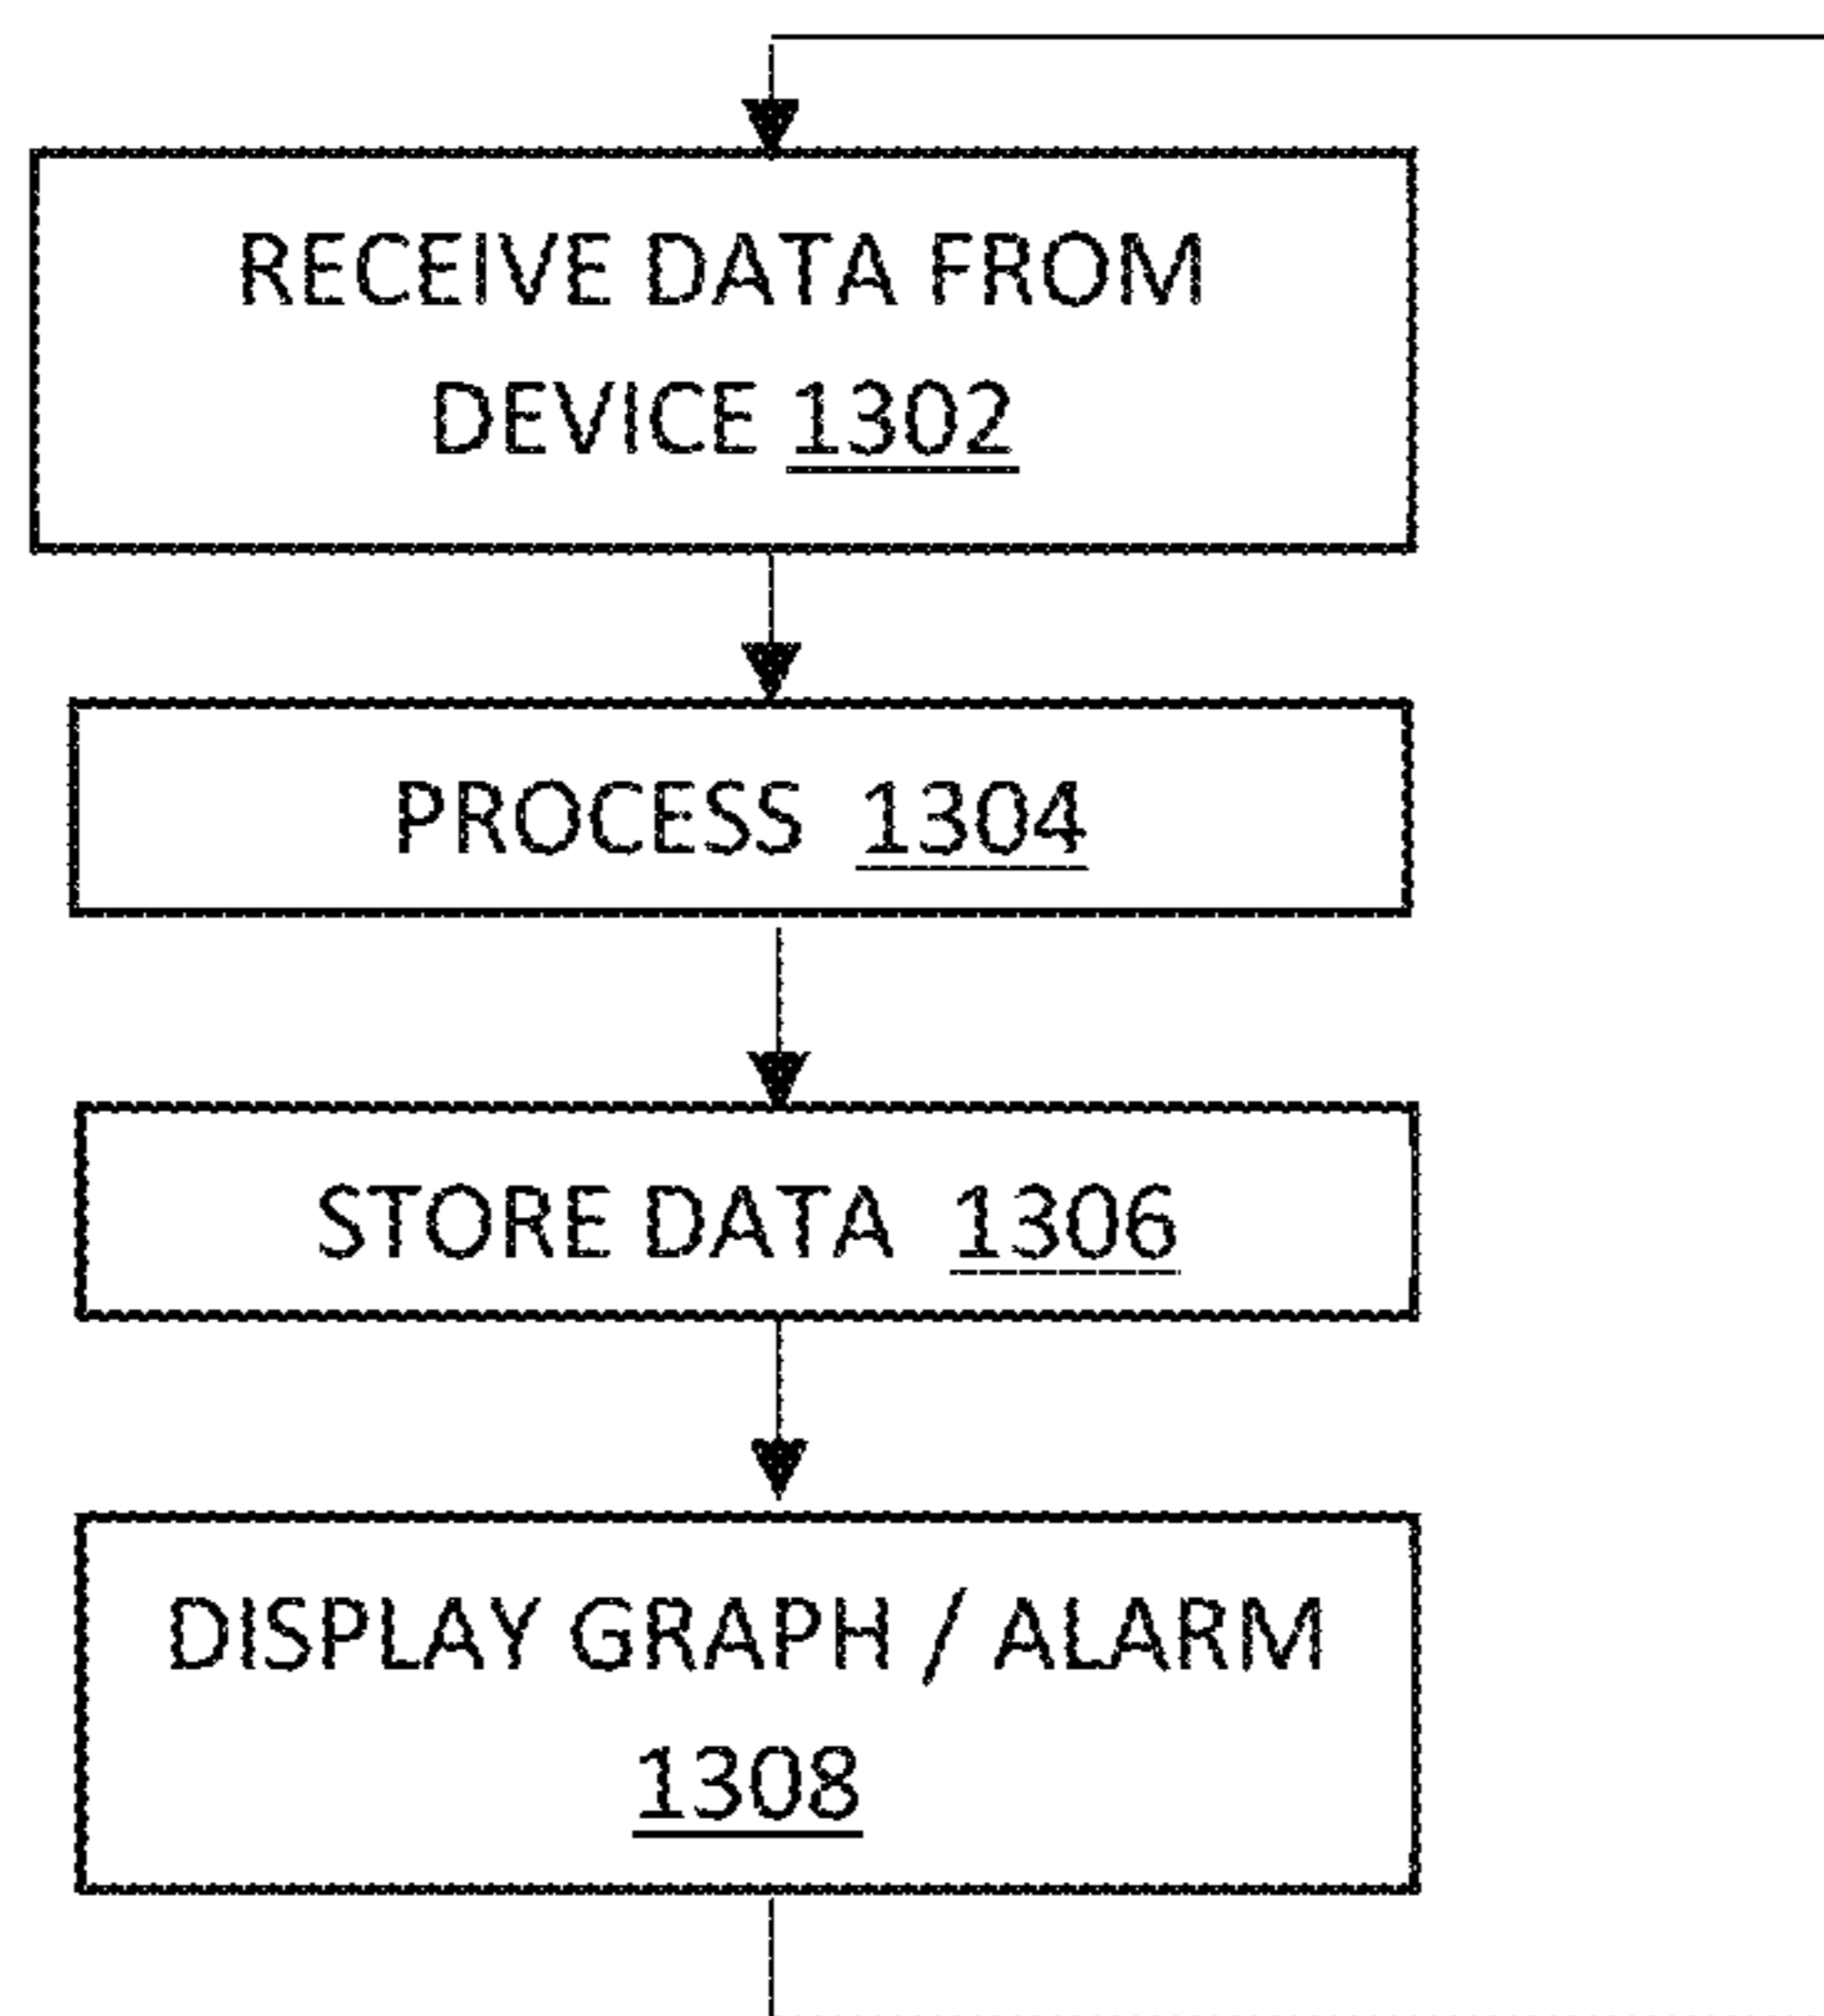 RECEIVE DATA FROM
DEVICE 1302
PROCESS 1304
STORE DATA 1306
DISPLAY GRAPH / ALARM
1308